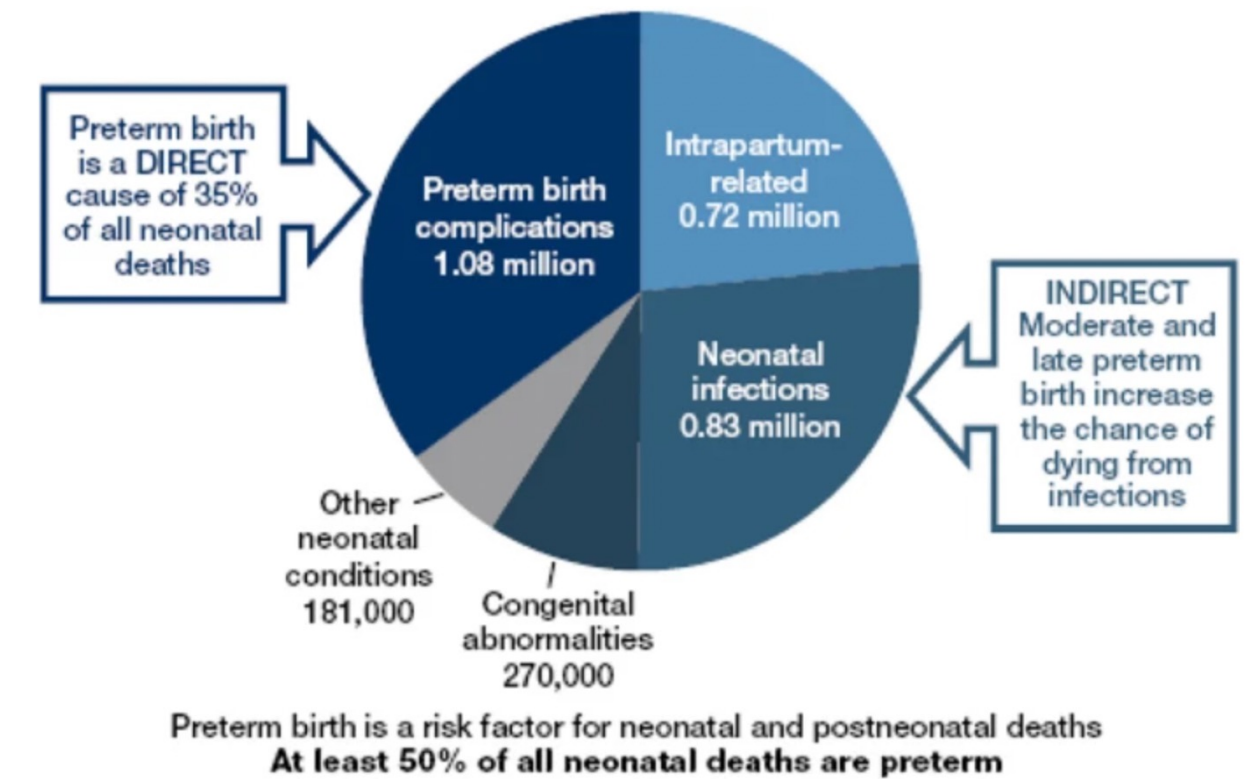 Preterm birth
is a DIRECT
cause of 35%
of all neonatal
deaths
Preterm birth
complications
1.08 million
Intrapartum-
related
0.72 million
Neonatal
infections
0.83 million
INDIRECT
Moderate and
late preterm
birth increase
the chance of
dying from
infections
Other
neonatal
conditions
181,000
Congenital
abnormalities
270,000
Preterm birth is a risk factor for neonatal and postneonatal deaths
At least 50% of all neonatal deaths are preterm